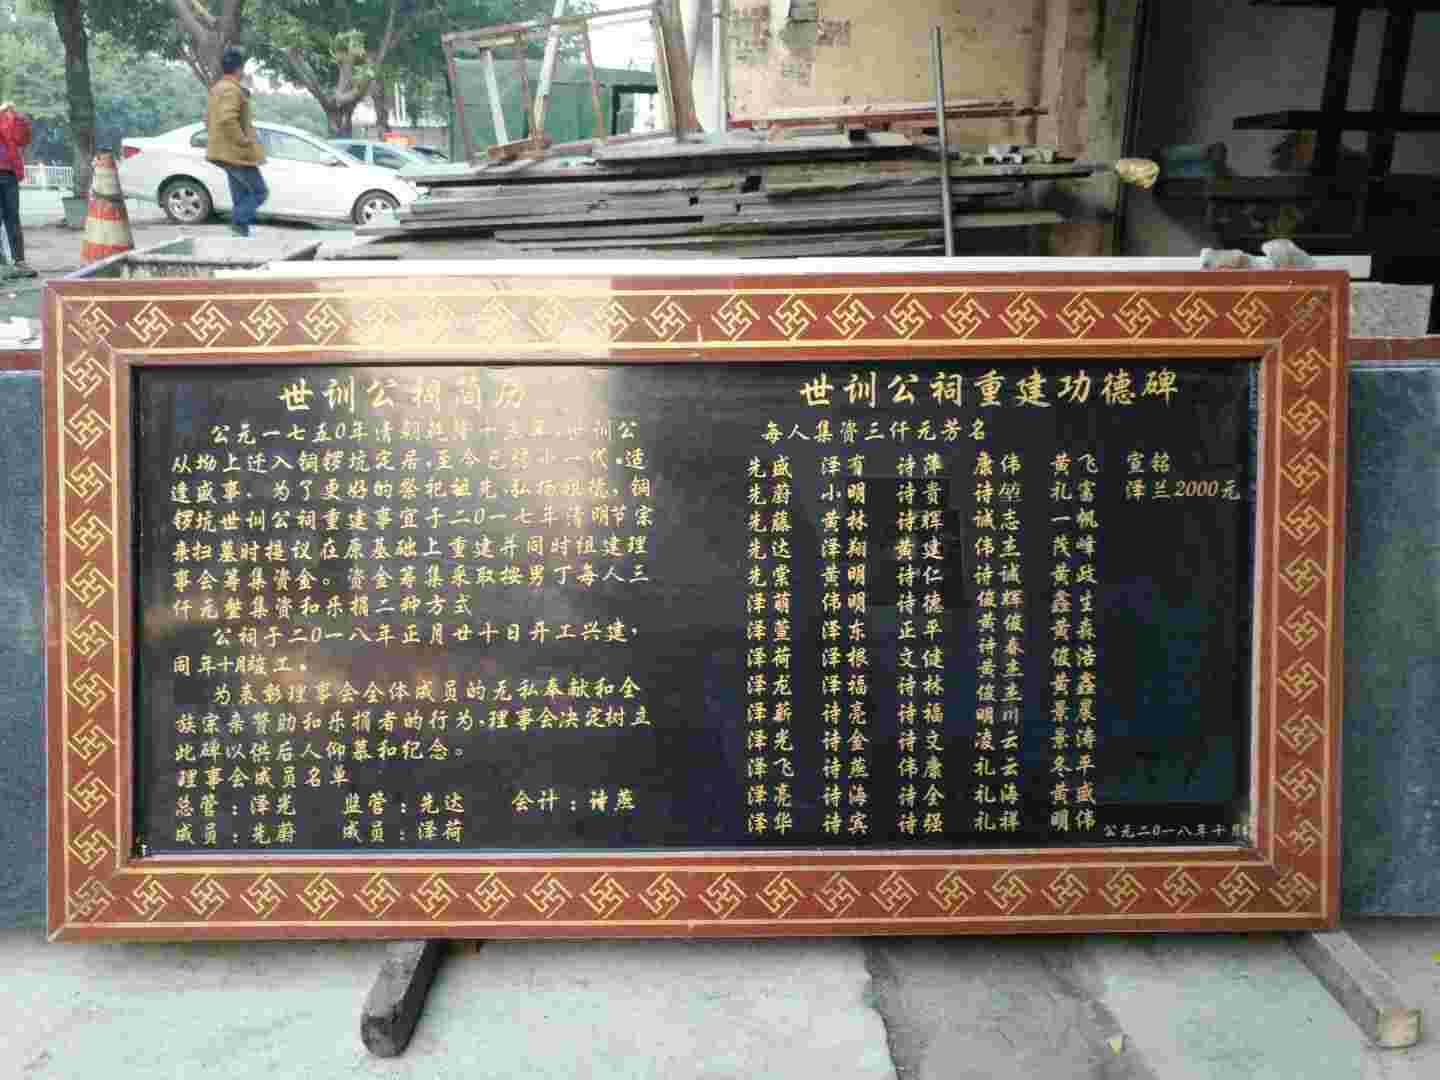 世训公祠简历
公元一七五0年清朝乾隆十五年,世训公
从坳上迁入铜锣坑定居,至今已传小一代。适
逢盛事,为了更好的祭祀祖先,弘扬祖德,铜
锣坑世训公祠重建事宜于二0一七年清明节宗
亲扫墓时提议在原基础上重建并同时组建理
事会筹集资金。资金筹集采取按男丁每人三
仟元整集资和乐捐二种方式
公祠于二0一八年正月廿十日开工兴建,
同年十月竣工。
为表彰理事会全体成员的无私奉献和全
族宗亲赞助和乐捐者的行为,理事会决定树立
此碑以供后人仰慕和纪念。
理事会成员名单
总管:泽光 监管:先达 会计:诗燕
成员:先蔚 成员:泽荷
世训公祠重建功德碑
每人集资三仟元芳名
先盛 泽有 诗萍 康伟 黄飞 宣铭
先蔚 小明 诗贵 诗堃 礼富 泽兰2000元
先藤 黄林 诗辉 诚志 一帆
先达 泽翔 黄建 伟杰 茂峰
先棠 黄明 诗仁 诗诚 黄政
泽萌 伟明 诗德 俊辉 鑫生
泽萱 泽东 正平 黄俊 黄森
泽荷 泽根 文健 诗春 俊浩
泽龙 泽福 诗林 黄杰 黄鑫
泽薪 诗亮 诗福 俊杰 景晨
泽光 诗金 诗文 明川 景涛
泽飞 诗燕 伟康 凌云 冬平
泽亮 诗海 诗全 礼云 黄盛
泽华 诗宾 诗强 礼海 明伟
礼祥
公元二0一八年十月